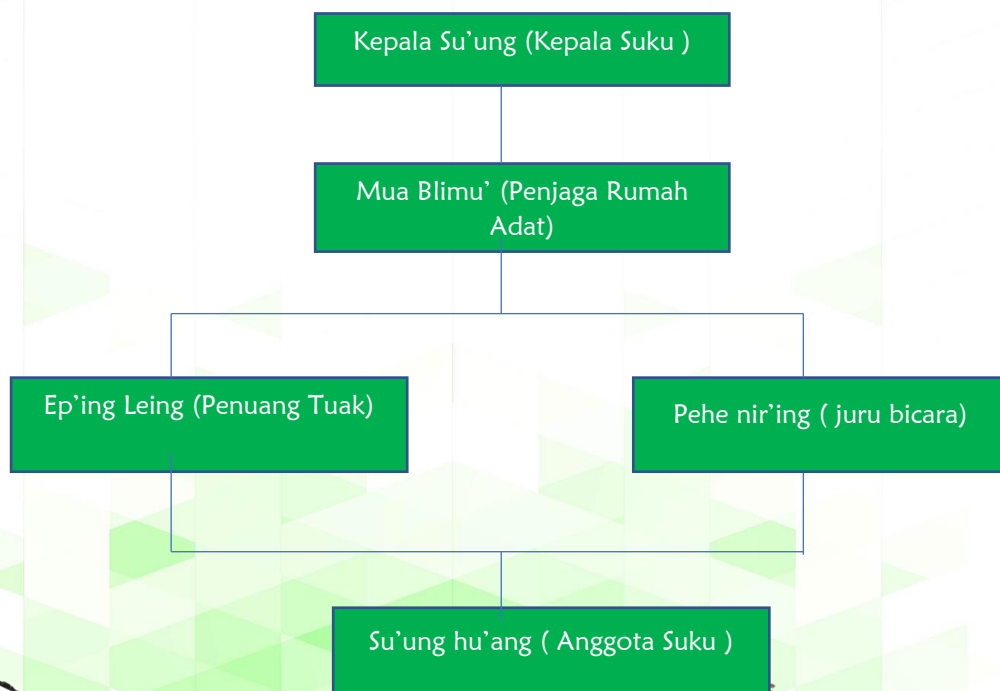 Kepala Su’ung (Kepala Suku )
Mua Blimu’ (Penjaga Rumah
Adat)
Ep’ing Leing (Penuang Tuak)
Pehe nir’ing ( juru bicara)
Su’ung hu’ang ( Anggota Suku )